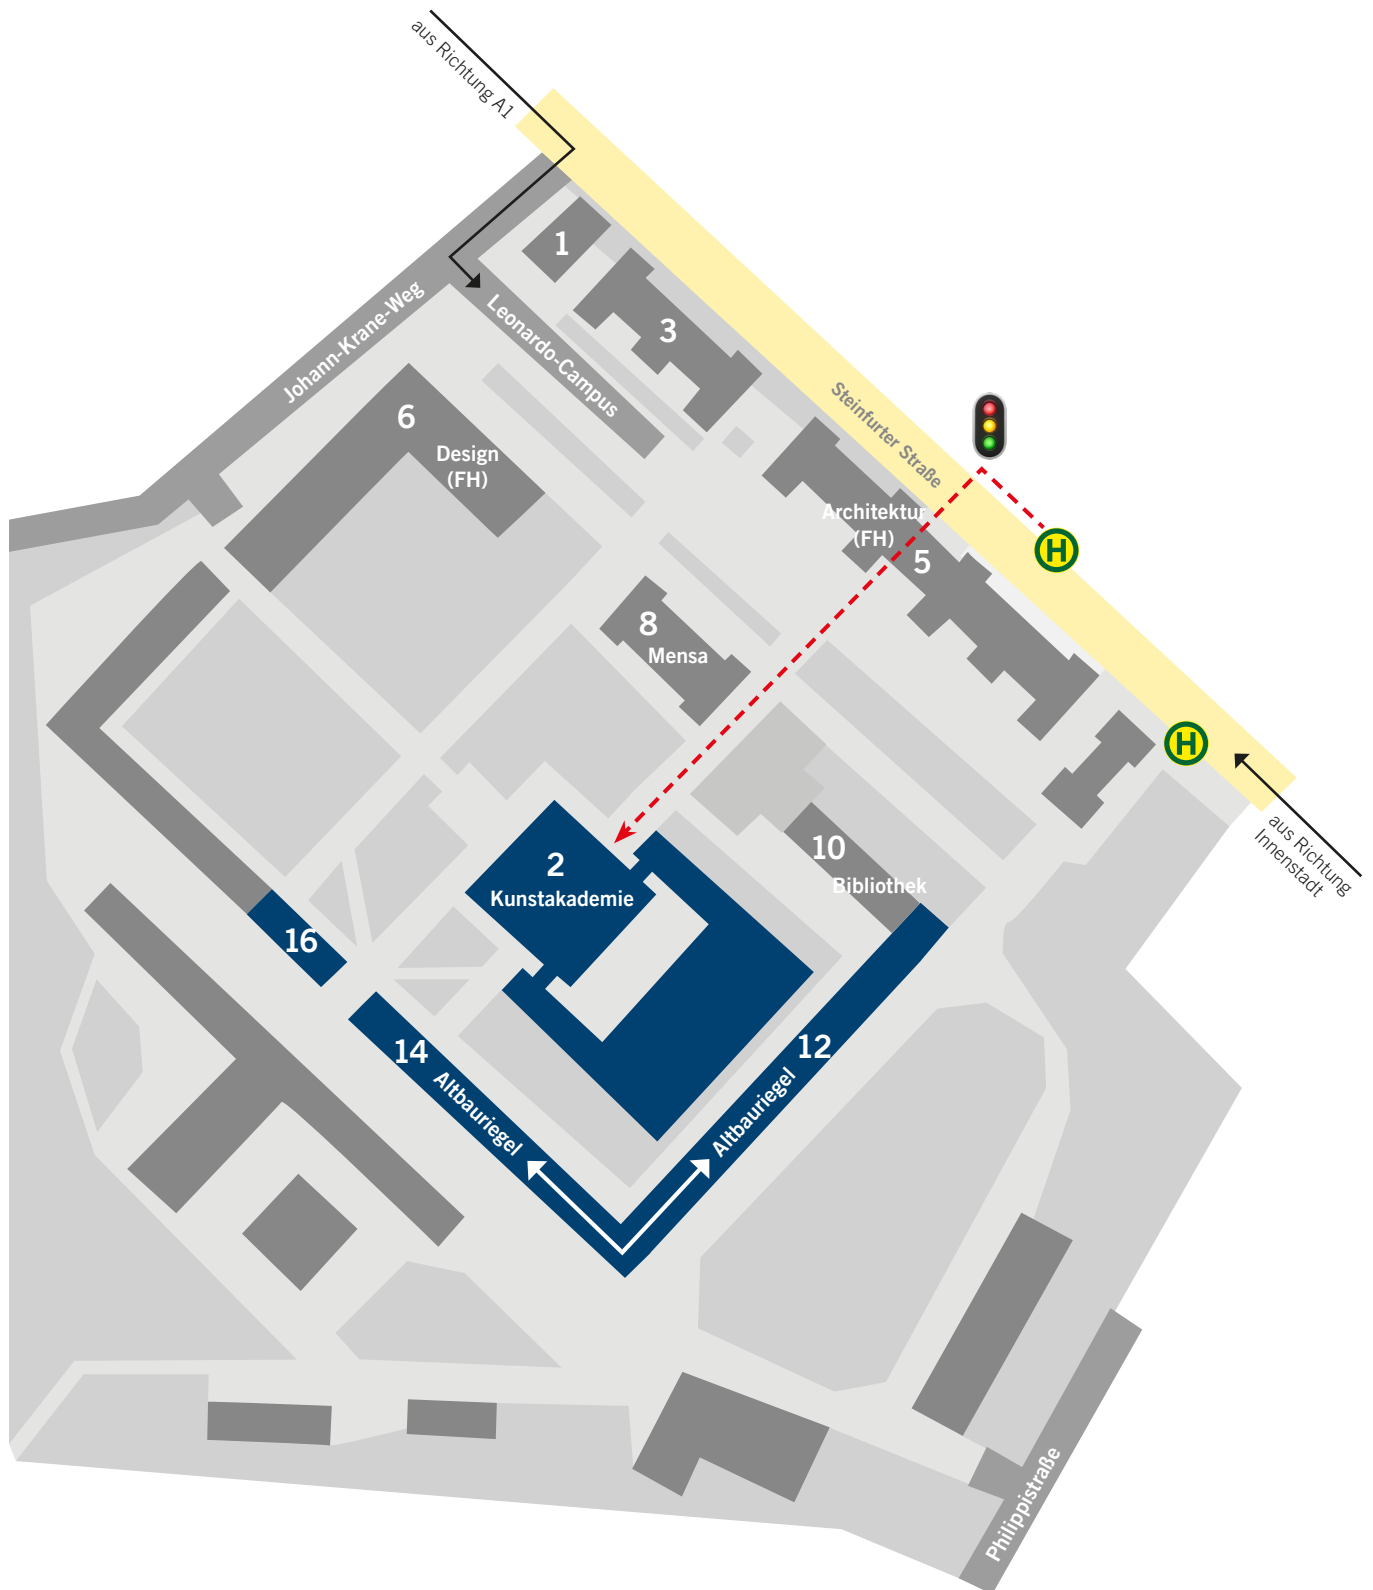 aus Richtung A1
1
3
Johann-Krane-Weg
Leonardo-Campus
6
Design
(FH)
Steinfurter Straße
Architektur
(FH)
5
H
8
Mensa
H
aus Richtung
Innenstadt
2
Kunstakademie
10
Bibliothek
16
14
Altbauriegel
12
Altbauriegel
Philippistraße